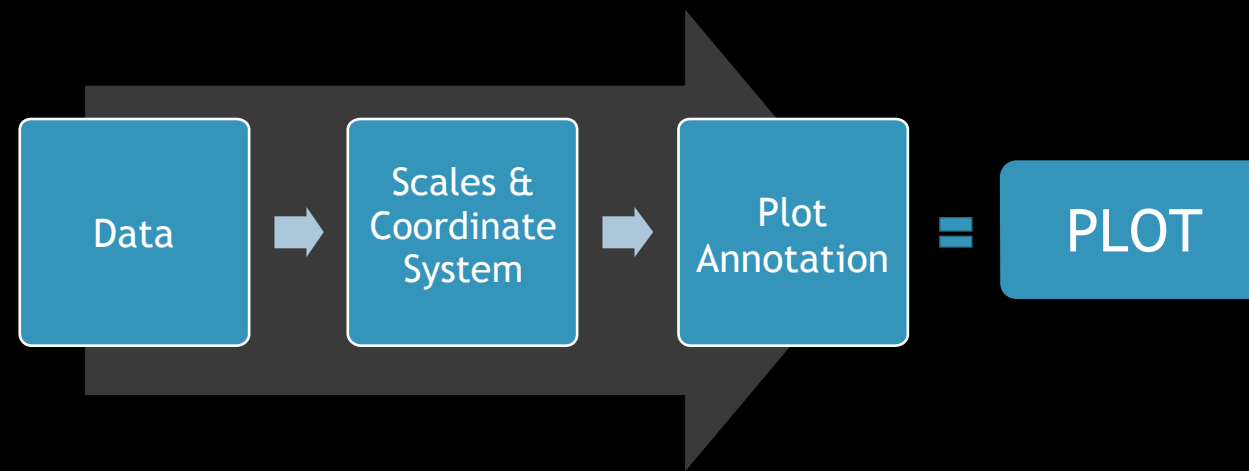 Data
Scales &
Coordinate
System
Plot
Annotation
=
PLOT